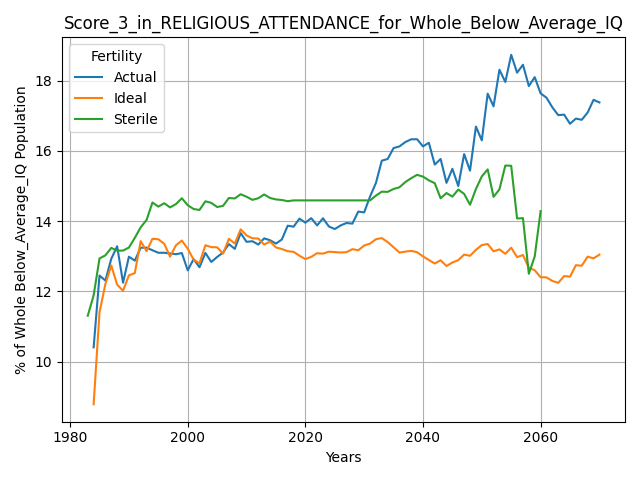 Score_3_in_RELIGIOUS_ATTENDANCE_for_Whole_Below_Average_IQ
Fertility
Actual
Ideal
Sterile
% of Whole Below_Average_IQ Population
18
16
14
12
10
1980
2000
2020
2040
2060
Years